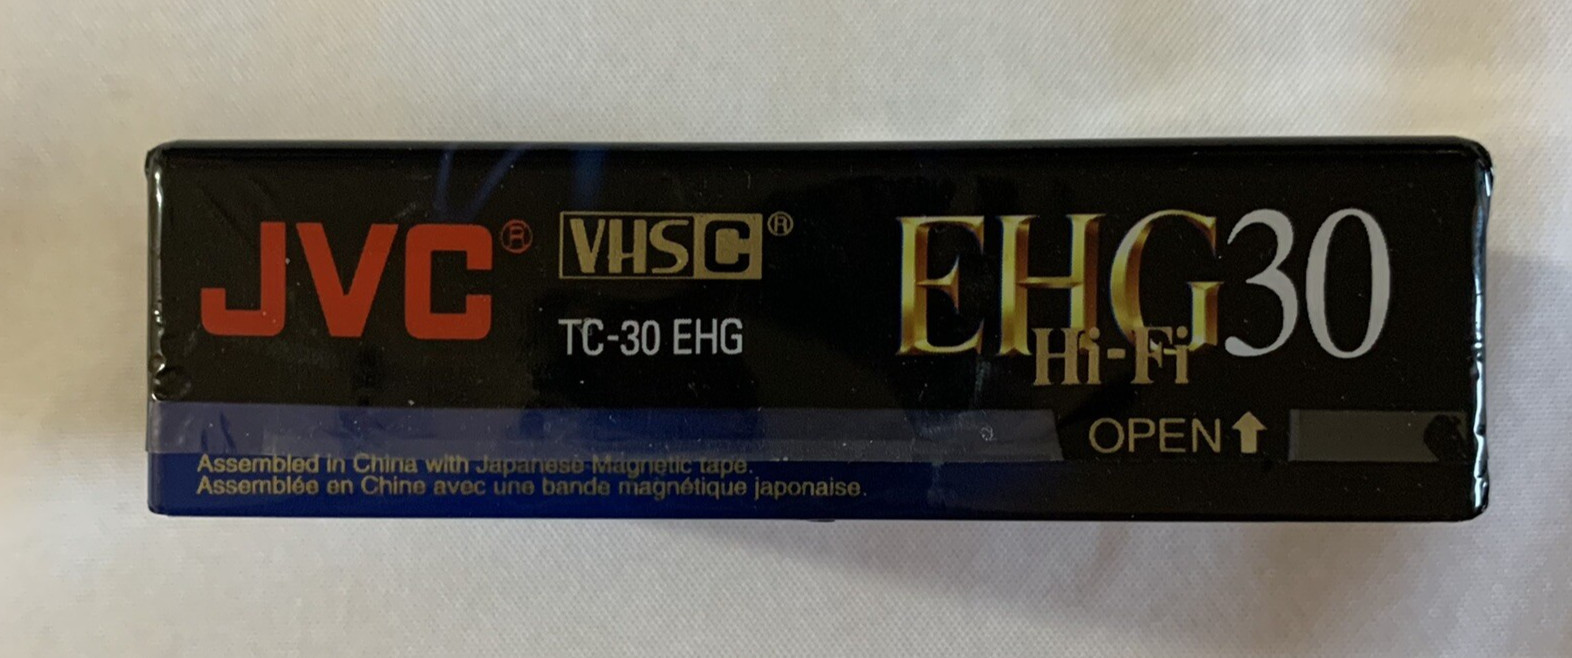 JVC® VHSC® EHG30
Hi-Fi
TC-30 EHG
OPEN↑
Assembled in China with Japanese Magnetic tape.
Assemblée en Chine avec une bande magnétique japonaise.